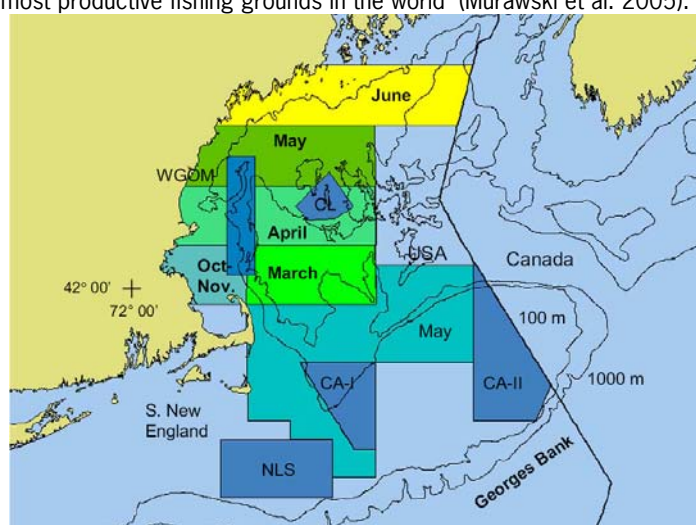 most productive fishing grounds in the world' (Murawski et al. 2005).
June
May
WGOM
CL
April
USA
Oct-
Nov.
March
Canada
42° 00'
72° 00'
100 m
May
1000 m
CA-I
CA-II
S. New
England
NLS
Georges Bank